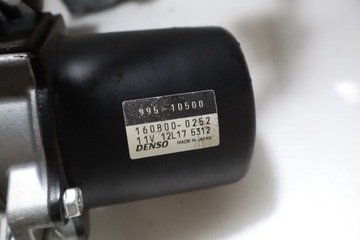 995-10500
160800-0252
11V 12L17 5312
DENSO MADE IN JAPAN